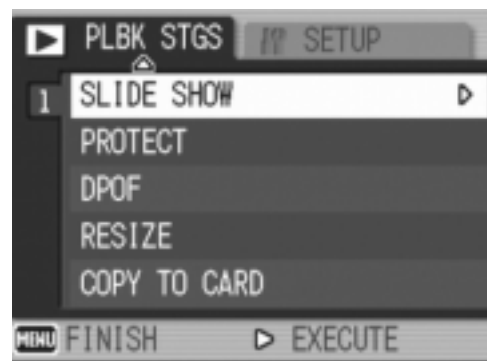 PLBK STGS SETUP
1 SLIDE SHOW
PROTECT
DPOF
RESIZE
COPY TO CARD
MENU FINISH EXECUTE